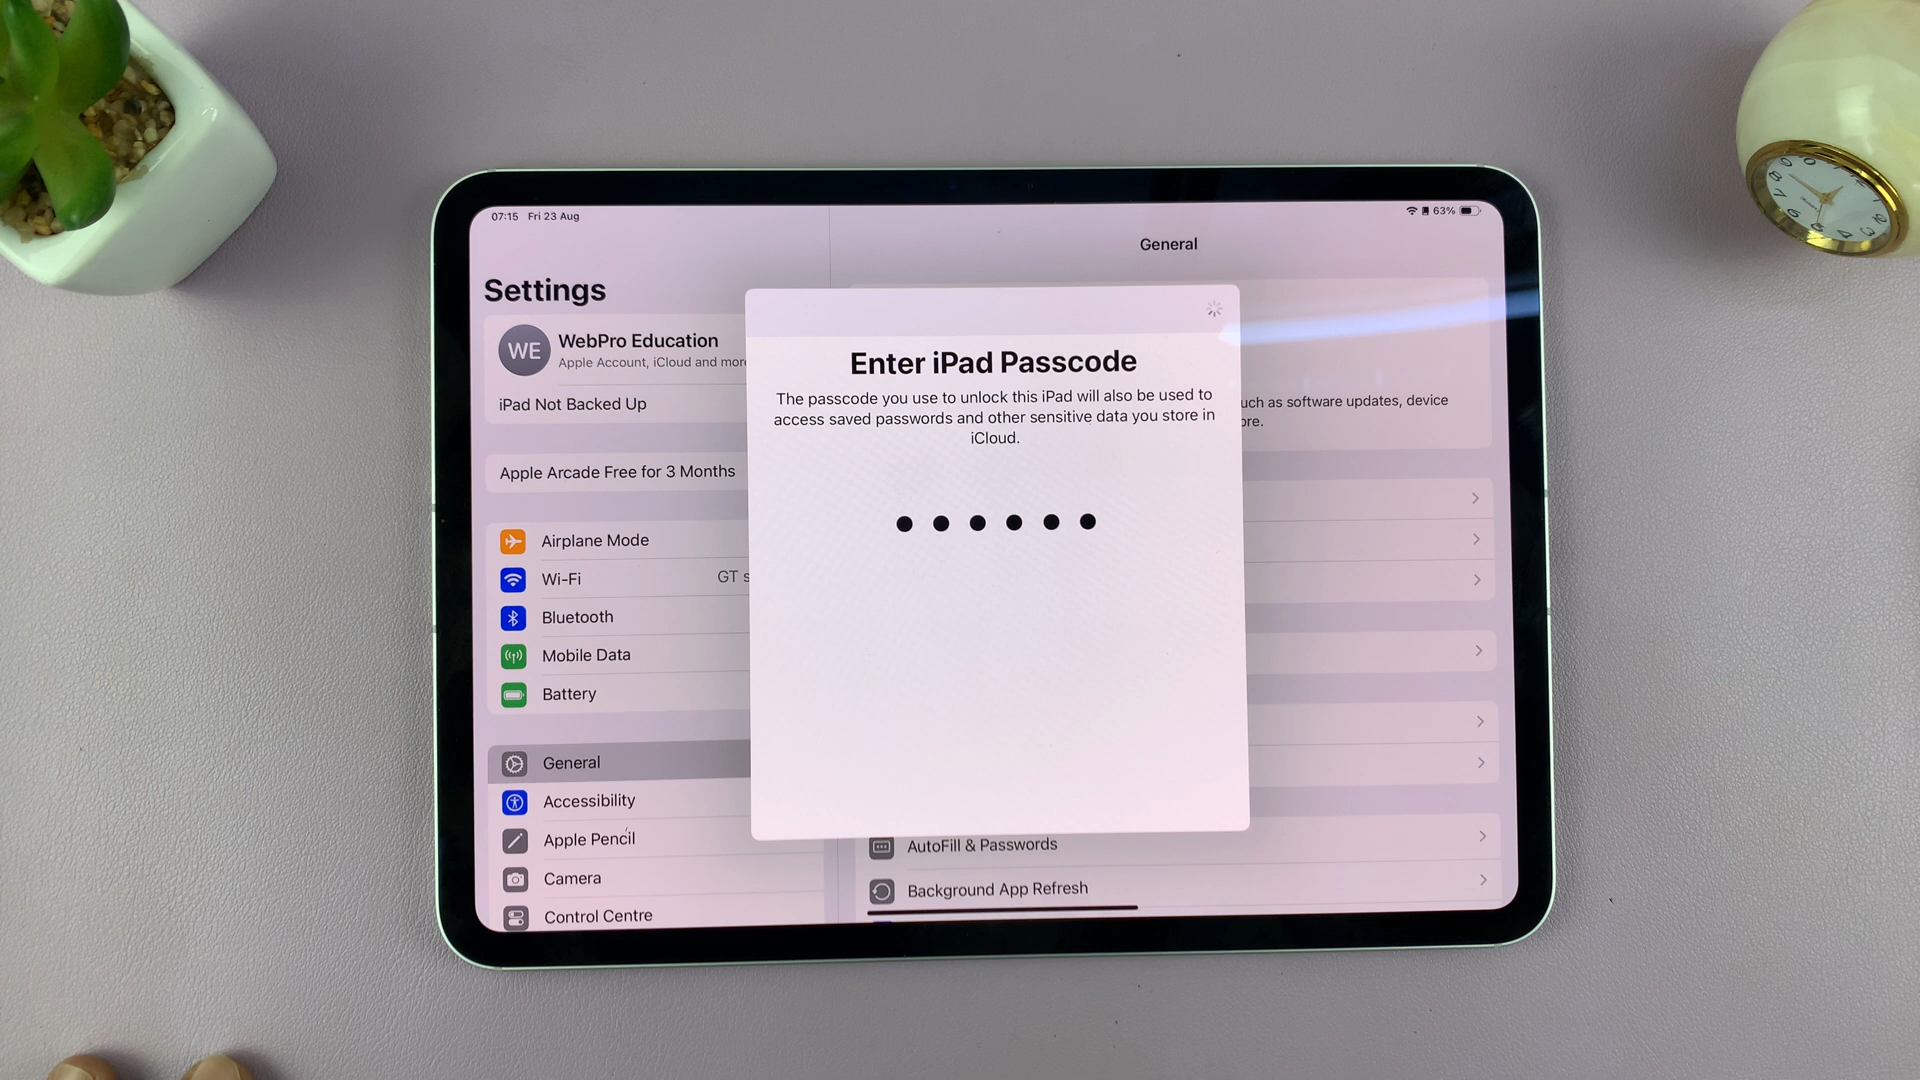 07:15 Fri 23 Aug
63%
Settings
General
WE
WebPro Education
Apple Account, iCloud and more
iPad Not Backed Up
Apple Arcade Free for 3 Months
Airplane Mode
Wi-Fi GT s
Bluetooth
Mobile Data
Battery
General
Accessibility
Apple Pencil
Camera
Control Centre
Enter iPad Passcode
The passcode you use to unlock this iPad will also be used to
access saved passwords and other sensitive data you store in
iCloud.
uch as software updates, device
ore.
AutoFill & Passwords
Background App Refresh